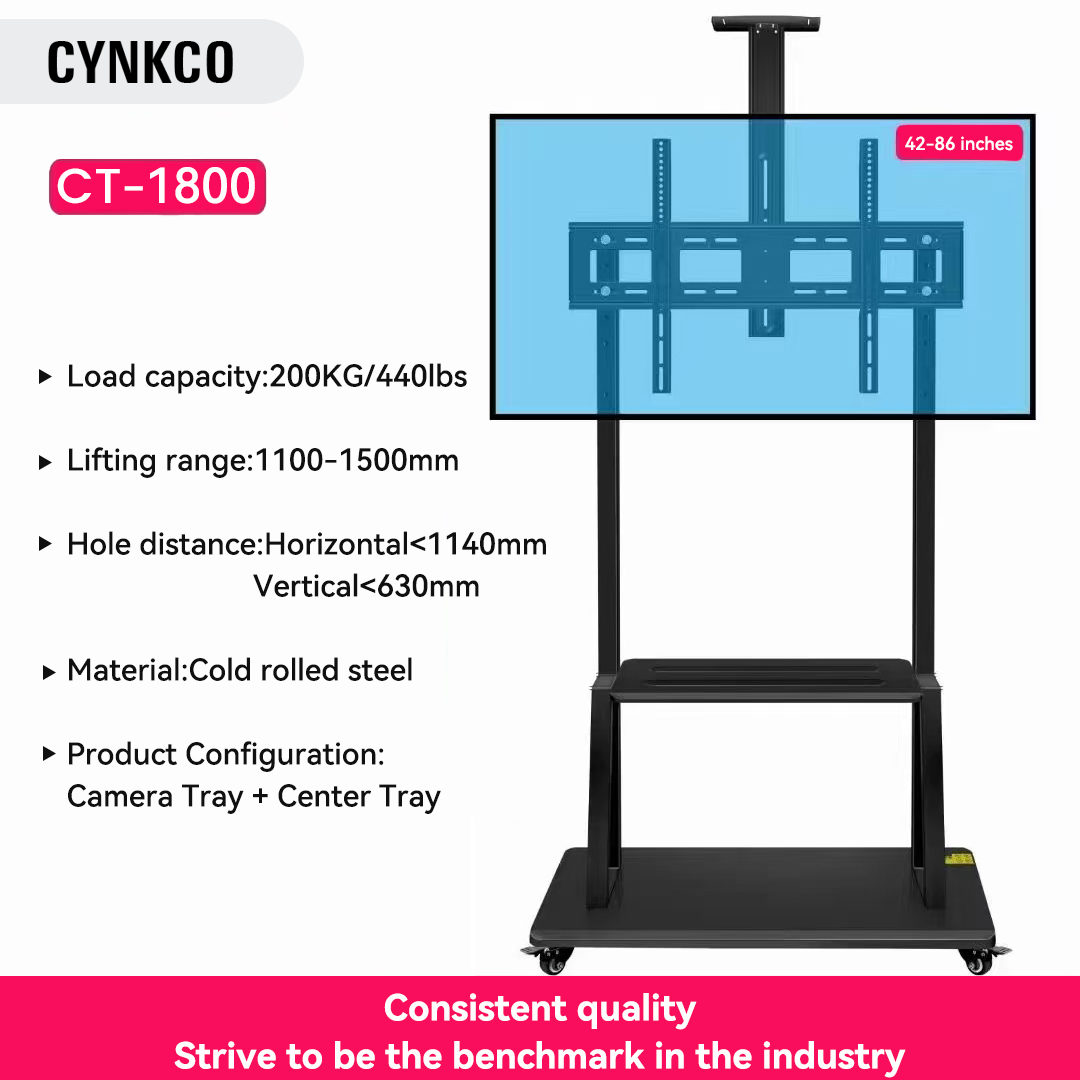 CYNKCO
42-86 inches
CT-1800
Load capacity:200KG/440lbs
Lifting range:1100-1500mm
Hole distance:Horizontal<1140mm
Vertical<630mm
Material:Cold rolled steel
Product Configuration:
Camera Tray + Center Tray
Consistent quality
Strive to be the benchmark in the industry